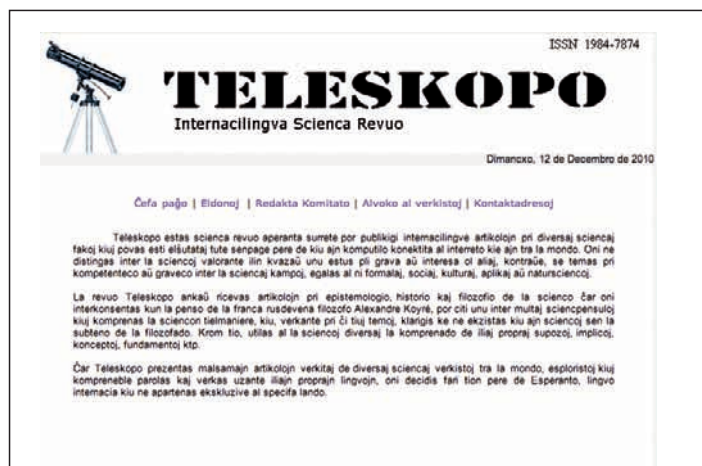 ISSN 1984-7874
TELESKOPO
Internacilingva Scienca Revuo
Dimancxo, 12 de Decembro de 2010
Ĉefa paĝo | Eldonoj | Redakta Komitato | Alvoko al verkistoj | Kontaktadresoj
Teleskopo estas scienca revuo aperanta surrete por publikigi internacilingve artikolojn pri diversaj sciencaj
fakoj kiuj povas esti elŝutataj tute senpage pere de kiu ajn komputilo konektita al interreto kie ajn tra la mondo. Oni ne
distingas inter la sciencoj valorante ilin kvazaŭ unu estus pli grava aŭ interesa ol aliaj, kontraŭe, se temas pri
kompetenteco aŭ graveco inter la sciencaj kampoj, egalas al ni formalaj, sociaj, kulturaj, aplikaj aŭ natursciencoj.
La revuo Teleskopo ankaŭ ricevas artikolojn pri epistemologio, historio kaj filozofio de la scienco ĉar oni
interkonsentas kun la penso de la franca rusdevena filozofo Alexandre Koyré, por citi unu inter multaj sciencpensuloj
kiuj komprenas la sciencon tielmaniere, kiu, verkante pri ĉi tiuj temoj, klarigis ke ne ekzistas kiu ajn sciencoj sen la
subteno de la filozofado. Krom tio, utilas al la sciencoj diversaj la komprenado de iliaj propraj supozoj, implicoj,
konceptoj, fundamentoj ktp.
Ĉar Teleskopo prezentas malsamajn artikolojn verkitaj de diversaj sciencaj verkistoj tra la mondo, esploristoj kiuj
kompreneble parolas kaj verkas uzante iliajn proprajn lingvojn, oni decidis fari tion pere de Esperanto, lingvo
internacia kiu ne apartenas ekskluzive al specifa lando.